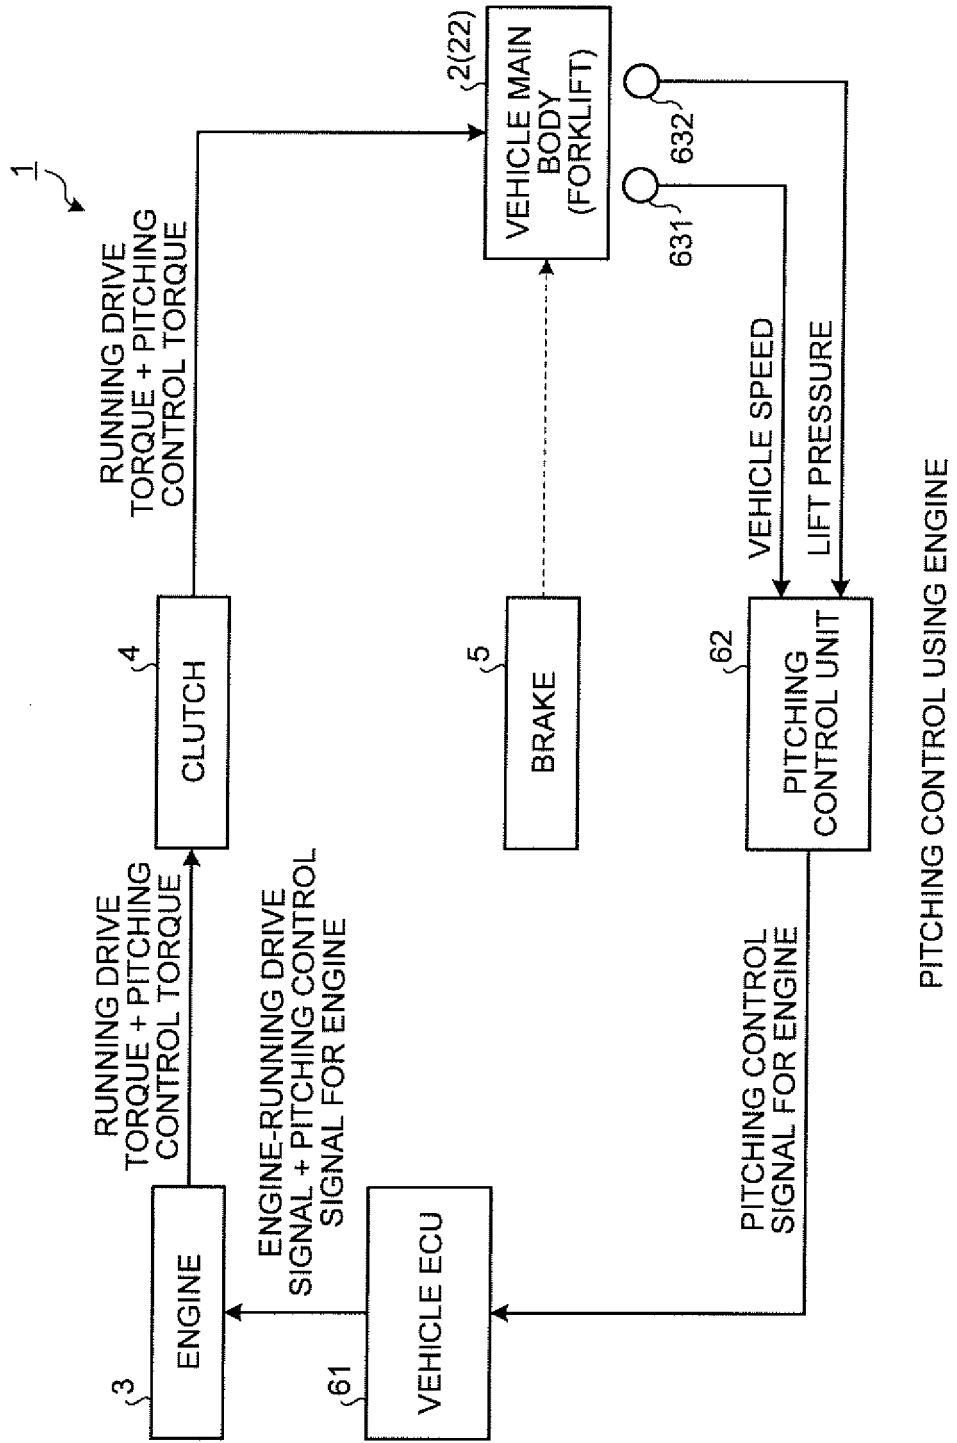 1
RUNNING DRIVE
TORQUE + PITCHING
CONTROL TORQUE
RUNNING DRIVE
TORQUE + PITCHING
CONTROL TORQUE
3
ENGINE
4
CLUTCH
2(22)
VEHICLE MAIN
BODY
(FORKLIFT)
ENGINE-RUNNING DRIVE
SIGNAL + PITCHING CONTROL
SIGNAL FOR ENGINE
61
VEHICLE ECU
5
BRAKE
631
632
VEHICLE SPEED
LIFT PRESSURE
62
PITCHING
CONTROL UNIT
PITCHING CONTROL
SIGNAL FOR ENGINE
PITCHING CONTROL USING ENGINE